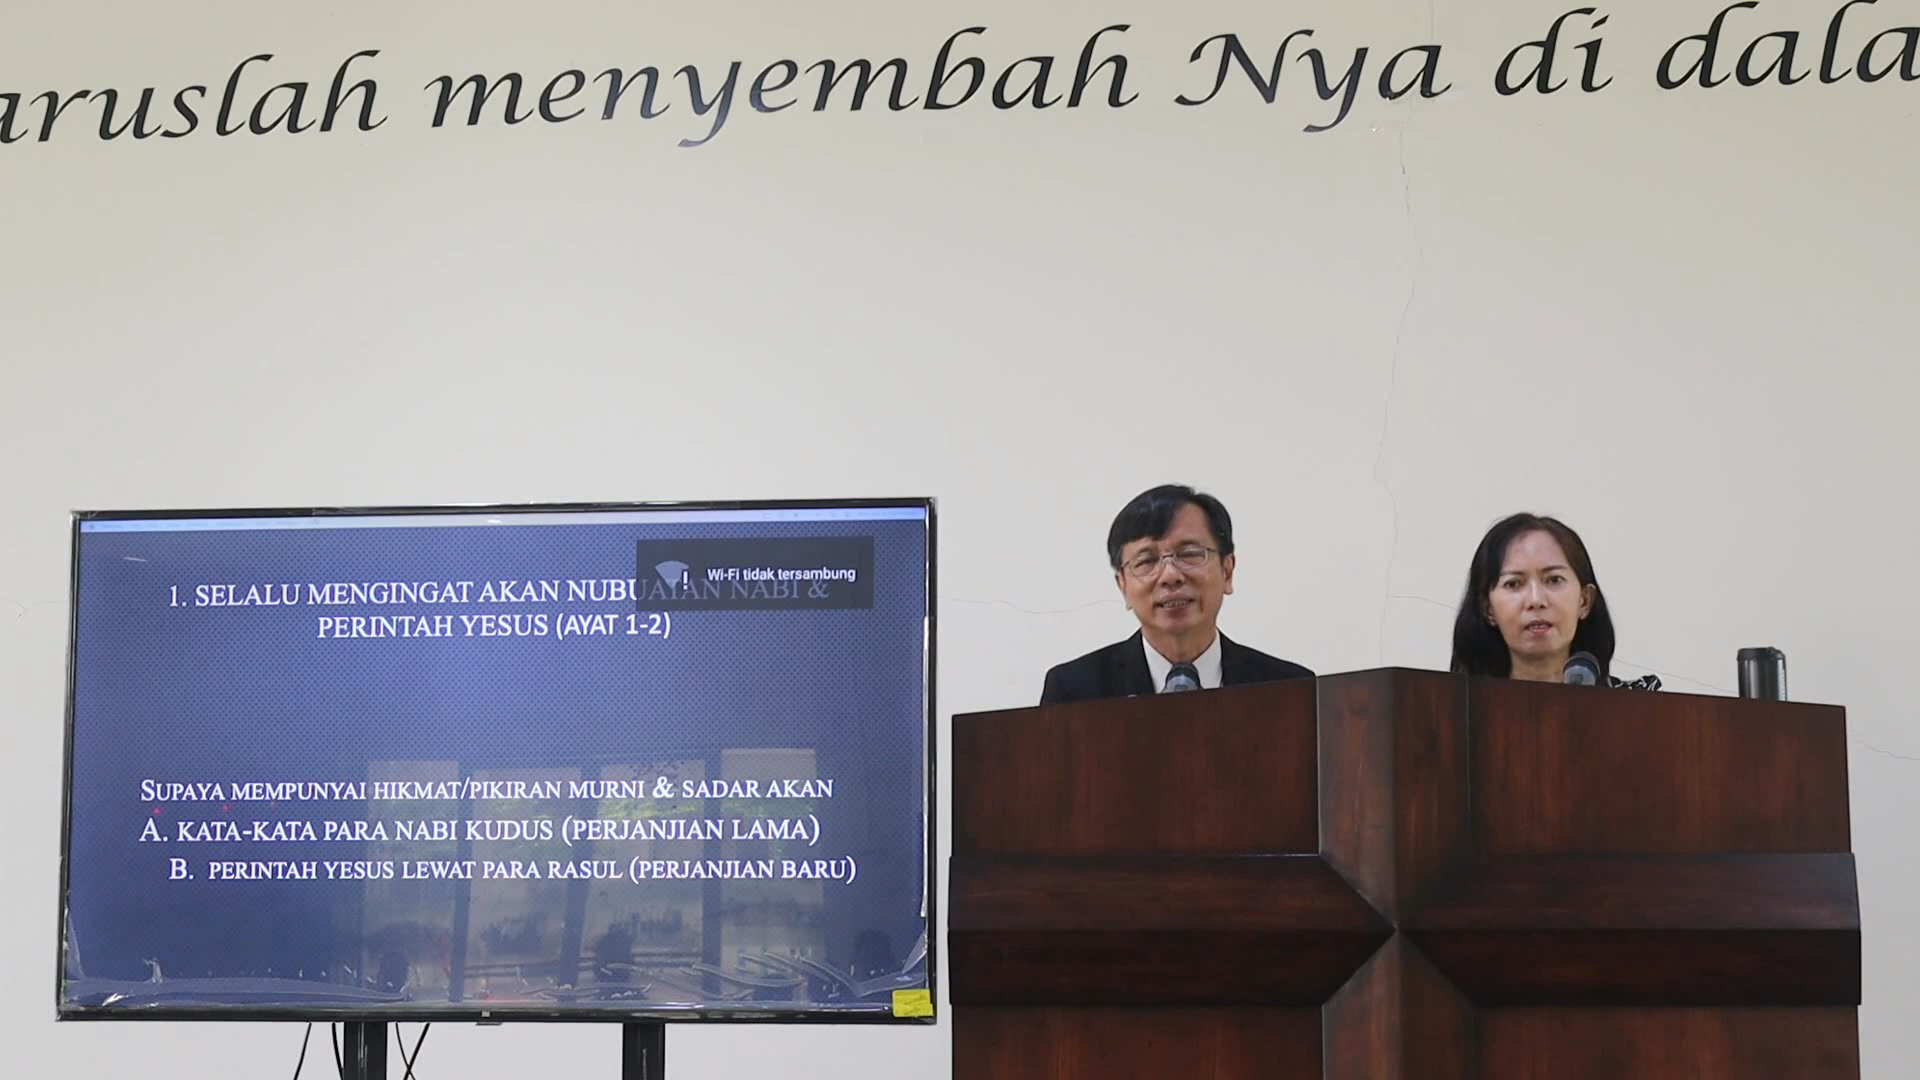 aruslah menyembah Nya di dala
Wi-Fi tidak tersambung
1. SELALU MENGINGAT AKAN NUBUATAN NABI &
PERINTAH YESUS (AYAT 1-2)
SUPAYA MEMPUNYAI HIKMAT/PIKIRAN MURNI & SADAR AKAN
A. KATA-KATA PARA NABI KUDUS (PERJANJIAN LAMA)
B. PERINTAH YESUS LEWAT PARA RASUL (PERJANJIAN BARU)